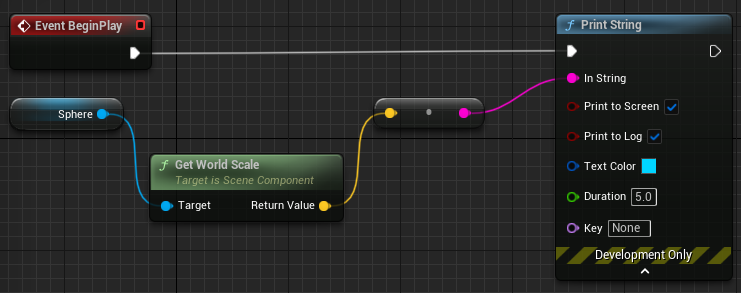 Event BeginPlay
Sphere
f Get World Scale
Target is Scene Component
Target Return Value
f Print String
In String
Print to Screen
Print to Log
Text Color
Duration 5.0
Key None
Development Only